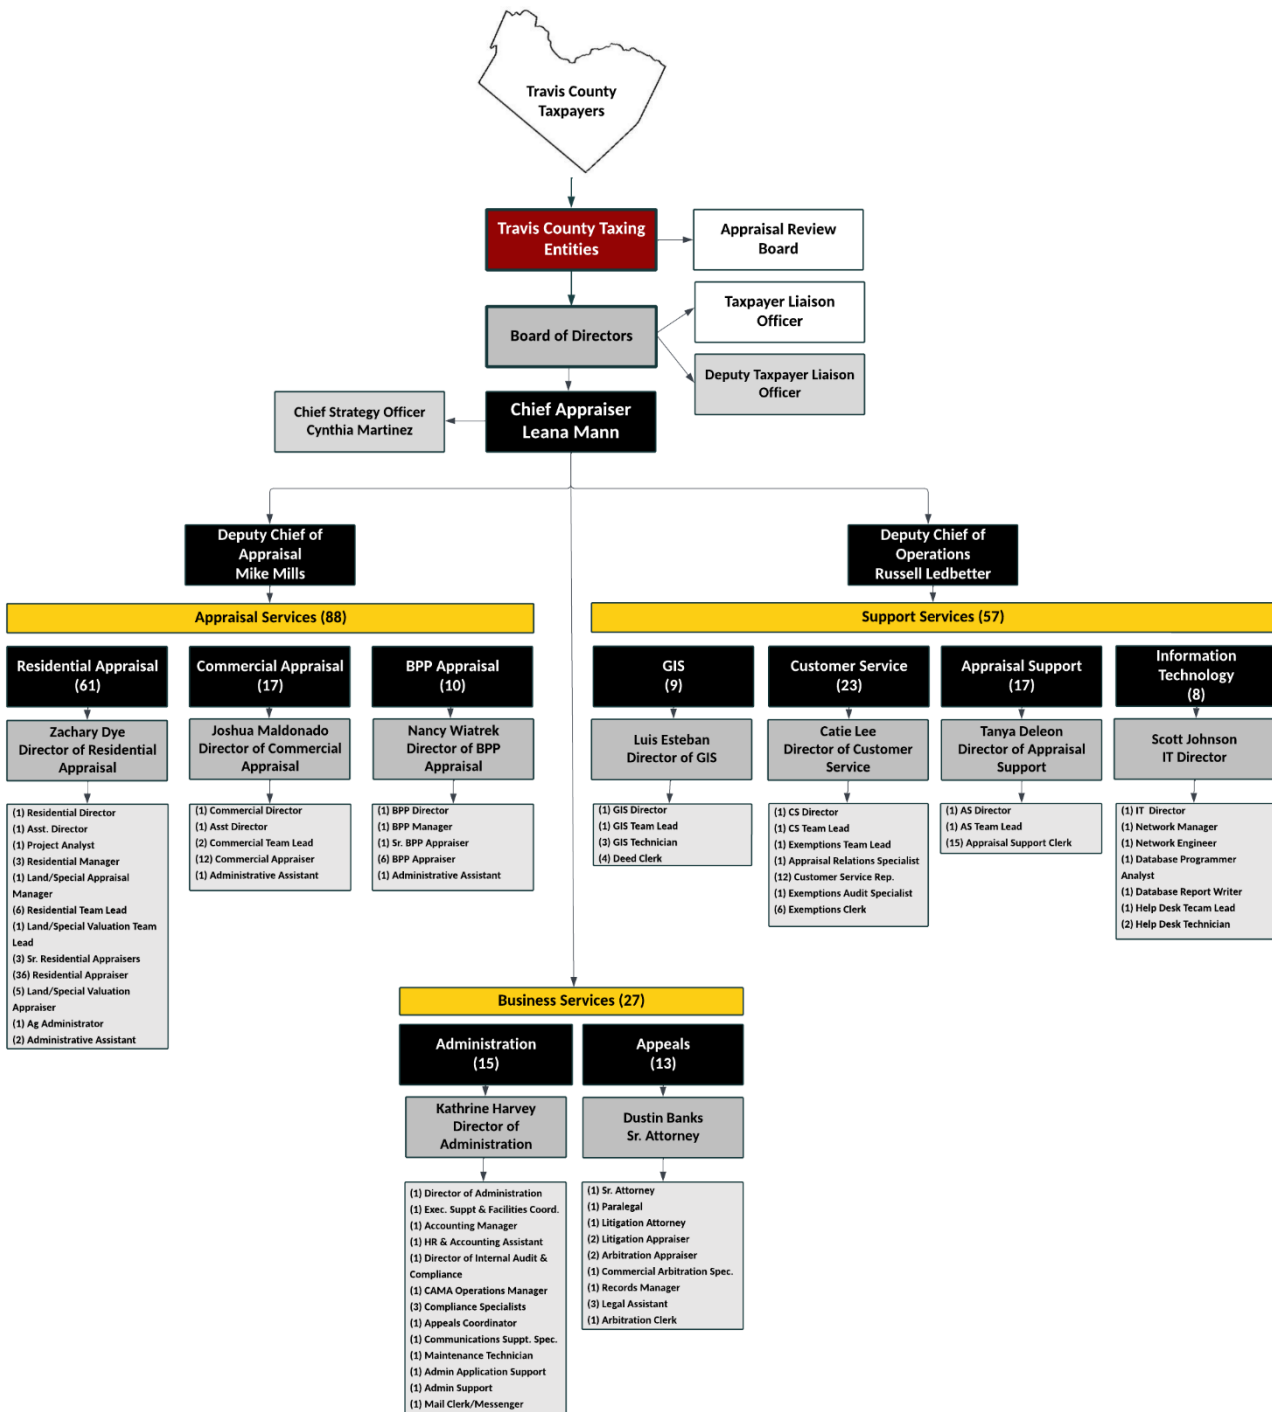 Travis County
Taxpayers
Travis County Taxing
Entities
Appraisal Review
Board
Taxpayer Liaison
Officer
Board of Directors
Deputy Taxpayer Liaison
Officer
Chief Strategy Officer
Cynthia Martinez
Chief Appraiser
Leana Mann
Deputy Chief of
Appraisal
Mike Mills
Deputy Chief of
Operations
Russell Ledbetter
Appraisal Services (88)
Support Services (57)
Residential Appraisal
(61)
Zachary Dye
Director of Residential
Appraisal
(1) Residential Director
(1) Asst. Director
(1) Project Analyst
(3) Residential Manager
(1) Land/Special Appraisal
Manager
(6) Residential Team Lead
(1) Land/Special Valuation Team
Lead
(3) Sr. Residential Appraisers
(36) Residential Appraiser
(5) Land/Special Valuation
Appraiser
(1) Ag Administrator
(2) Administrative Assistant
Commercial Appraisal
(17)
Joshua Maldonado
Director of Commercial
Appraisal
(1) Commercial Director
(1) Asst Director
(2) Commercial Team Lead
(12) Commercial Appraiser
(1) Administrative Assistant
BPP Appraisal
(10)
Nancy Wiatrek
Director of BPP
Appraisal
(1) BPP Director
(1) BPP Manager
(1) Sr. BPP Appraiser
(6) BPP Appraiser
(1) Administrative Assistant
GIS
(9)
Luis Esteban
Director of GIS
(1) GIS Director
(1) GIS Team Lead
(3) GIS Technician
(4) Deed Clerk
Customer Service
(23)
Catie Lee
Director of Customer
Service
(1) CS Director
(1) CS Team Lead
(1) Exemptions Team Lead
(1) Appraisal Relations Specialist
(12) Customer Service Rep.
(1) Exemptions Audit Specialist
(6) Exemptions Clerk
Appraisal Support
(17)
Tanya Deleon
Director of Appraisal
Support
(1) AS Director
(1) AS Team Lead
(15) Appraisal Support Clerk
Information
Technology
(8)
Scott Johnson
IT Director
(1) IT Director
(1) Network Manager
(1) Network Engineer
(1) Database Programmer
Analyst
(1) Database Report Writer
(1) Help Desk Tecam Lead
(2) Help Desk Technician
Business Services (27)
Administration
(15)
Kathrine Harvey
Director of
Administration
(1) Director of Administration
(1) Exec. Suppt & Facilities Coord.
(1) Accounting Manager
(1) HR & Accounting Assistant
(1) Director of Internal Audit &
Compliance
(1) CAMA Operations Manager
(3) Compliance Specialists
(1) Appeals Coordinator
(1) Communications Suppt. Spec.
(1) Maintenance Technician
(1) Admin Application Support
(1) Admin Support
(1) Mail Clerk/Messenger
Appeals
(13)
Dustin Banks
Sr. Attorney
(1) Sr. Attorney
(1) Paralegal
(1) Litigation Attorney
(2) Litigation Appraiser
(2) Arbitration Appraiser
(1) Commercial Arbitration Spec.
(1) Records Manager
(3) Legal Assistant
(1) Arbitration Clerk